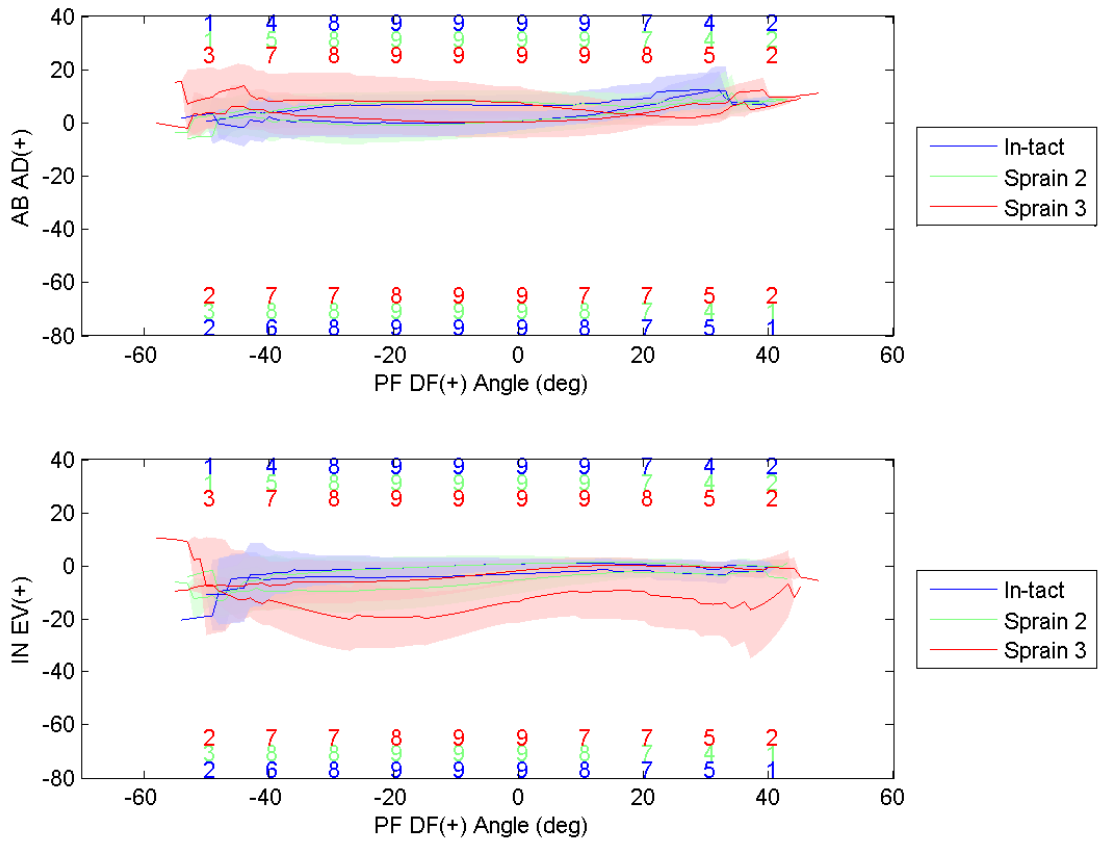 40
1 4 8 9 9 9 9 7 4 2
1 5 8 9 9 9 9 7 4 2
20
3 7 8 9 9 9 9 8 5 2
0
-20
-40
-60
2 7 7 8 9 9 7 7 5 2
3 8 8 9 9 9 8 7 4 1
-80
2 6 8 9 9 9 8 7 5 1
AB AD(+)
-60 -40 -20 0 20 40 60
PF DF(+) Angle (deg)
In-tact
Sprain 2
Sprain 3
40
1 4 8 9 9 9 9 7 4 2
1 5 8 9 9 9 9 7 4 2
20
3 7 8 9 9 9 9 8 5 2
0
-20
-40
-60
2 7 7 8 9 9 7 7 5 2
3 8 8 9 9 9 8 7 4 1
-80
2 6 8 9 9 9 8 7 5 1
IN EV(+)
-60 -40 -20 0 20 40 60
PF DF(+) Angle (deg)
In-tact
Sprain 2
Sprain 3